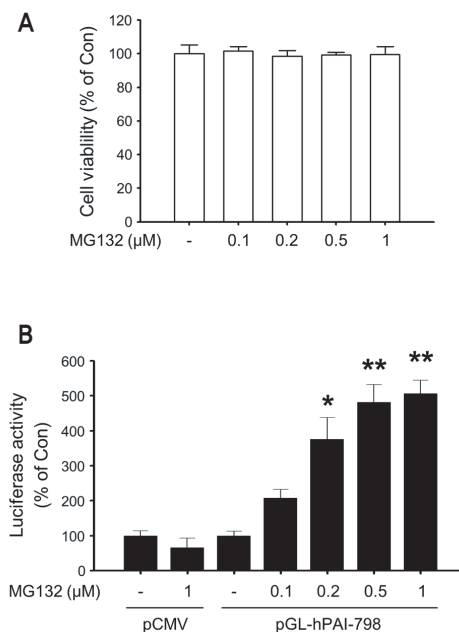 A
Cell viablility (% of Con)
120
100
80
60
40
20
0
MG132 (µM) - 0.1 0.2 0.5 1
B
Luciferase activity
(% of Con)
600
500
400
300
200
100
0
* ** **
MG132 (µM) - 1 - 0.1 0.2 0.5 1
pCMV pGL-hPAI-798